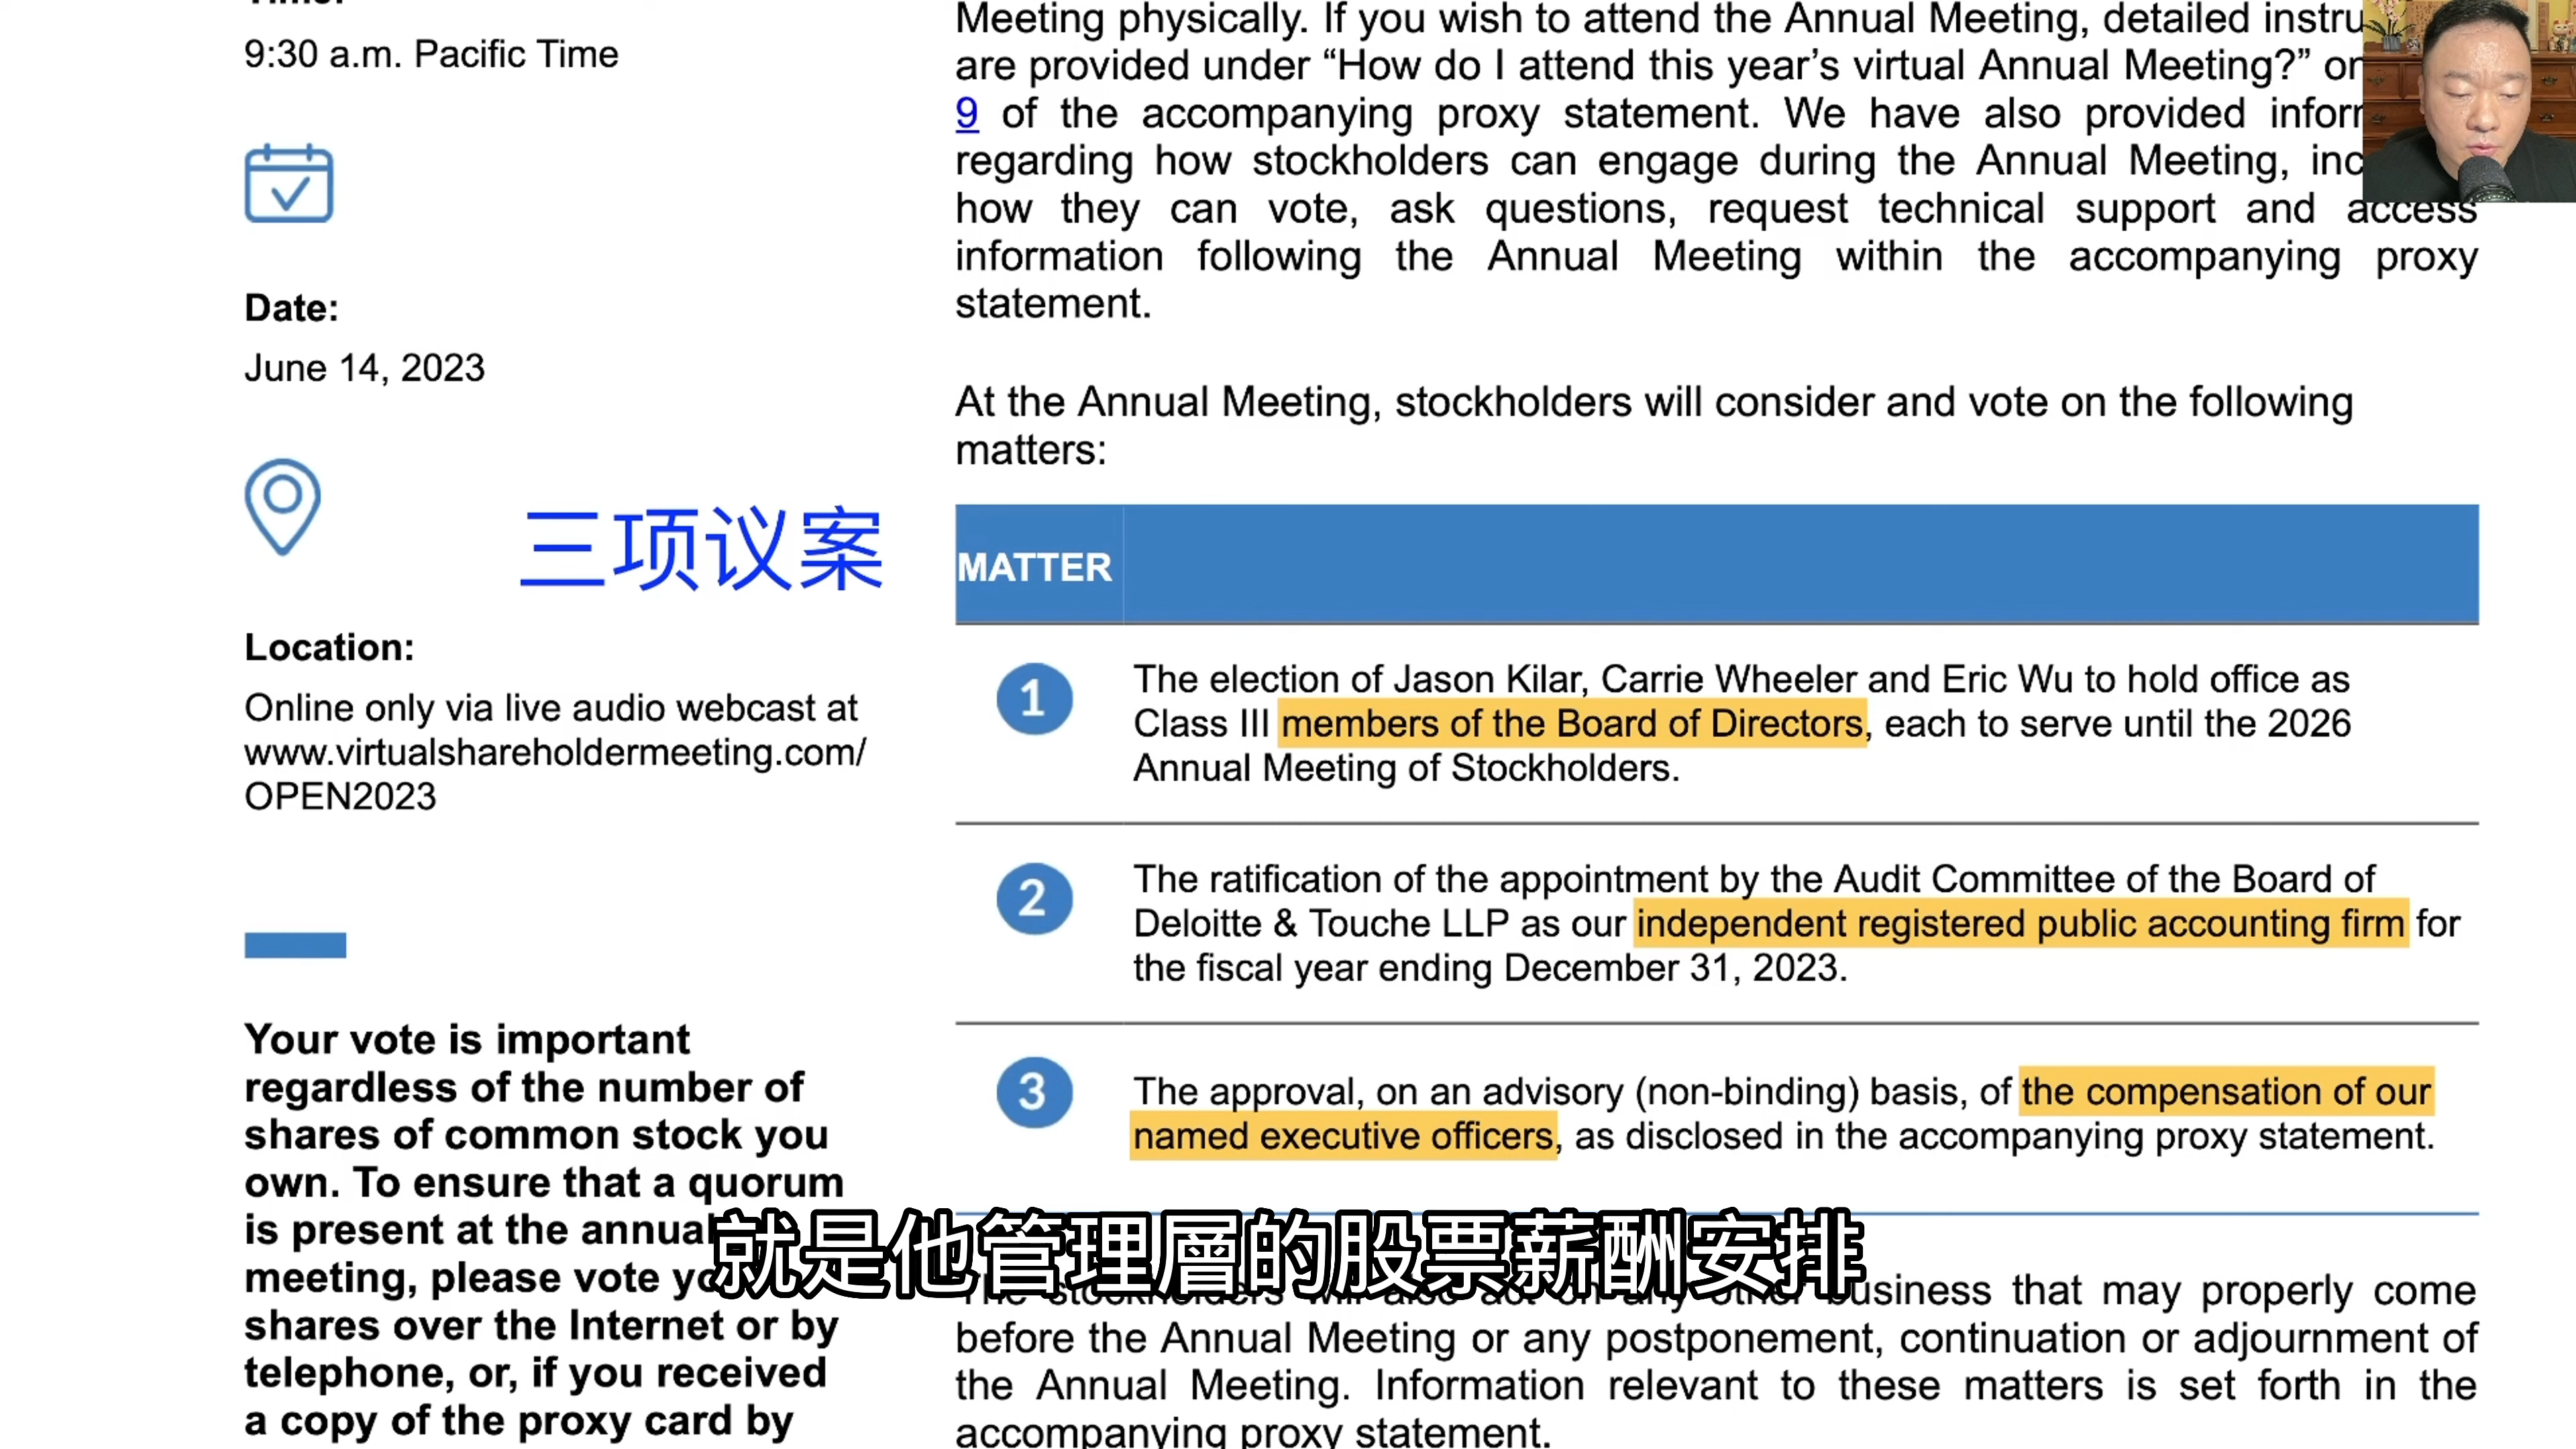 Time:
9:30 a.m. Pacific Time
Date:
June 14, 2023
三项议案
Location:
Online only via live audio webcast at
www.virtualshareholdermeeting.com/
OPEN2023
Your vote is important
regardless of the number of
shares of common stock you
own. To ensure that a quorum
is present at the annual
meeting, please vote
shares over the Internet or by
telephone, or, if you received
a copy of the proxy card by
Meeting physically. If you wish to attend the Annual Meeting, detailed
are provided under “How do I attend this year’s virtual Annual Meeting?”
9 of the accompanying proxy statement. We have also provided
regarding how stockholders can engage during the Annual Meeting,
how they can vote, ask questions, request technical support and access
information following the Annual Meeting within the accompanying proxy
statement.
At the Annual Meeting, stockholders will consider and vote on the following
matters:
MATTER
1 The election of Jason Kilar, Carrie Wheeler and Eric Wu to hold office as
Class III members of the Board of Directors, each to serve until the 2026
Annual Meeting of Stockholders.
2 The ratification of the appointment by the Audit Committee of the Board of
Deloitte & Touche LLP as our independent registered public accounting firm for
the fiscal year ending December 31, 2023.
3 The approval, on an advisory (non-binding) basis, of the compensation of our
named executive officers, as disclosed in the accompanying proxy statement.
The stockholders will also act on any other business that may properly come
before the Annual Meeting or any postponement, continuation or adjournment of
the Annual Meeting. Information relevant to these matters is set forth in the
accompanying proxy statement.
就是他管理層的股票薪酬安排